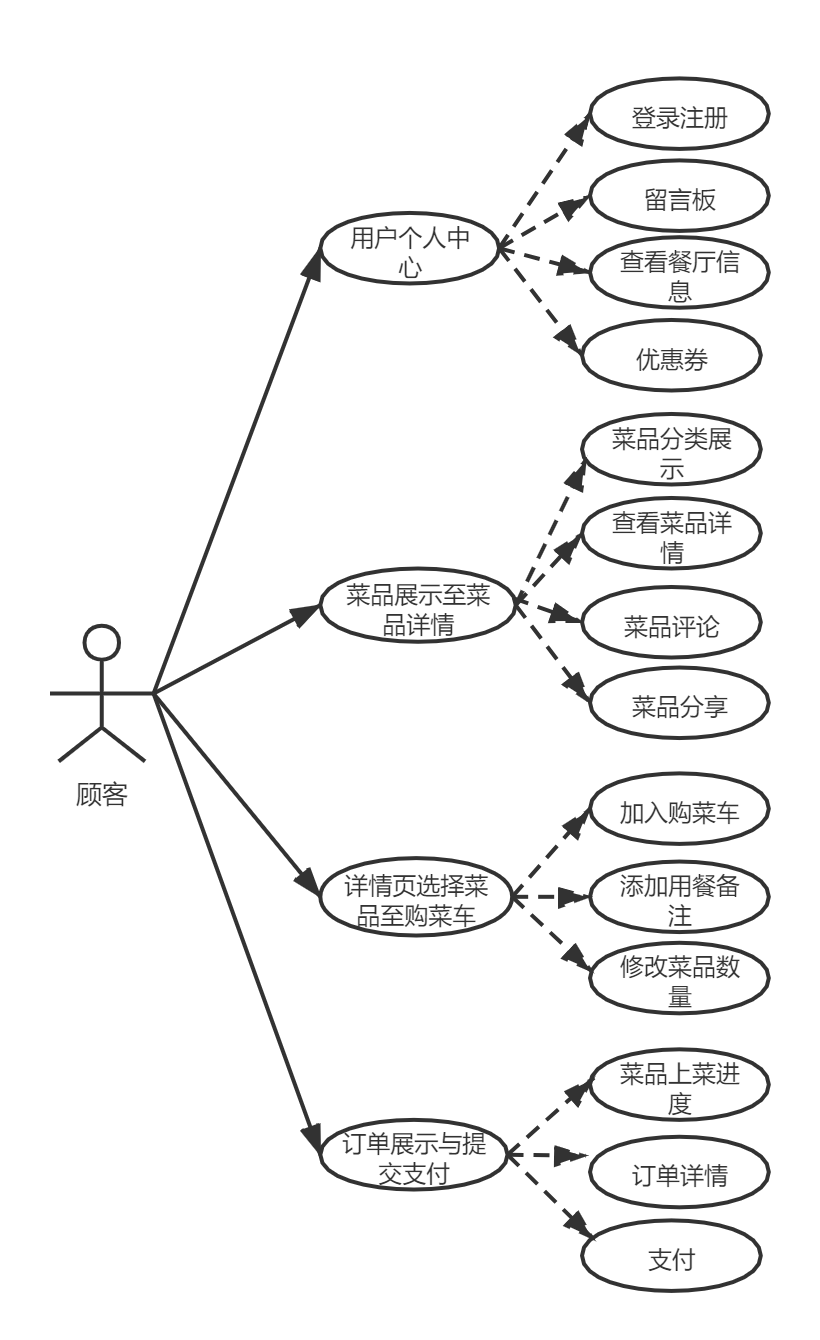 登录注册
留言板
用户个人中
心
查看餐厅信
息
优惠券
菜品分类展
示
查看菜品详
情
菜品展示至菜
品详情
菜品评论
菜品分享
顾客
加入购菜车
详情页选择菜
品至购菜车
添加用餐备
注
修改菜品数
量
菜品上菜进
度
订单展示与提
交支付
订单详情
支付